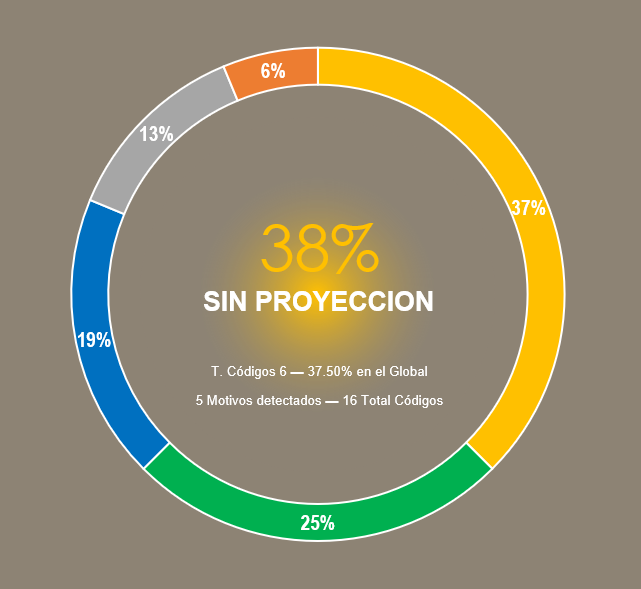 6%
13%
37%
38%
SIN PROYECCION
19%
T. Códigos 6 — 37.50% en el Global
5 Motivos detectados — 16 Total Códigos
25%